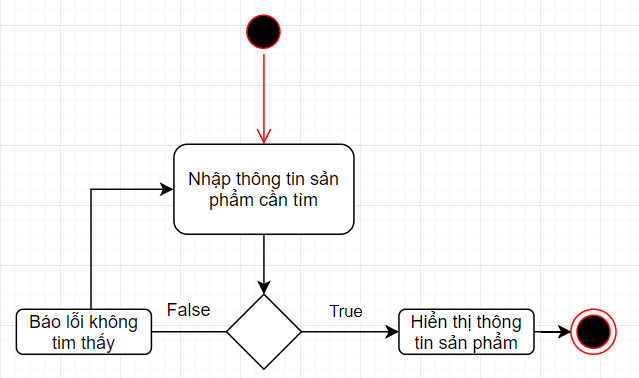 Nhập thông tin sản
phẩm cần tìm
False
True
Báo lỗi không
tim thấy
Hiển thị thông
tin sản phẩm